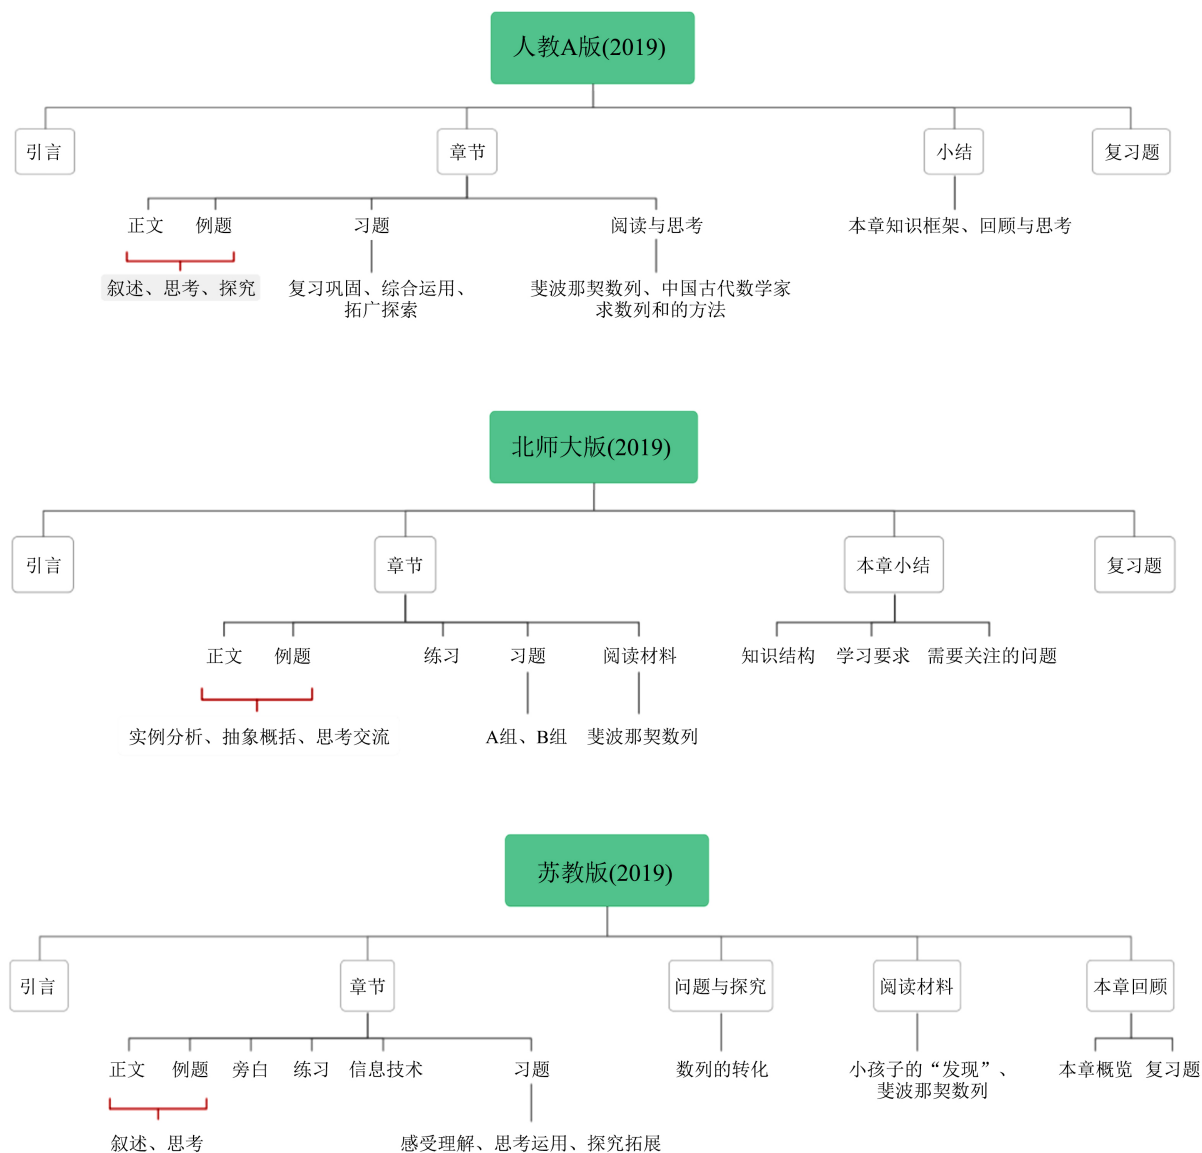 人教A版(2019)
引言
章节
小结
复习题
正文
例题
习题
阅读与思考
本章知识框架、回顾与思考
叙述、思考、探究
复习巩固、综合运用、
拓广探索
斐波那契数列、中国古代数学家
求数列和的方法
北师大版(2019)
引言
章节
本章小结
复习题
正文
例题
练习
习题
阅读材料
知识结构
学习要求
需要关注的问题
实例分析、抽象概括、思考交流
A组、B组
斐波那契数列
苏教版(2019)
引言
章节
问题与探究
阅读材料
本章回顾
正文
例题
旁白
练习
信息技术
习题
数列的转化
小孩子的“发现”、
斐波那契数列
本章概览
复习题
叙述、思考
感受理解、思考运用、探究拓展